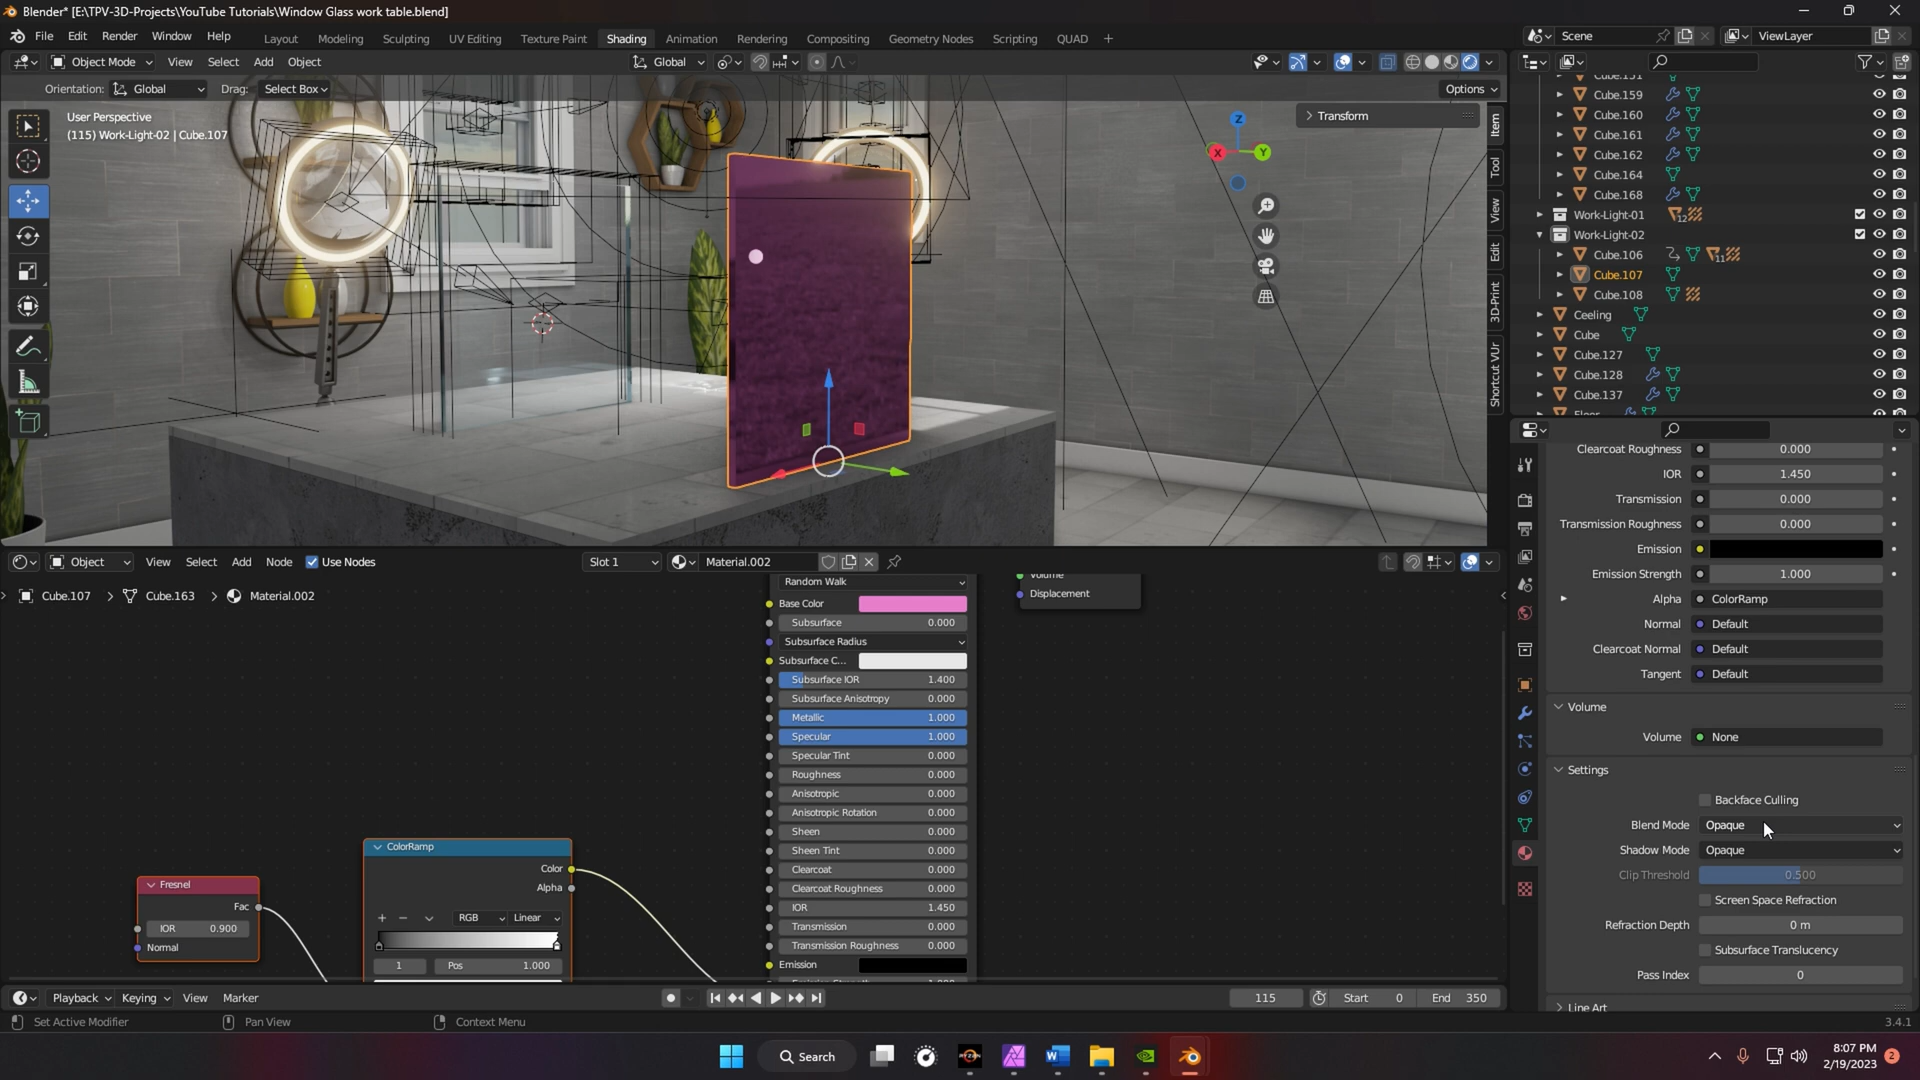 Blender* [E:\TPV-3D-Projects\YouTube Tutorials\Window Glass work table.blend]
File Edit Render Window Help Layout Modeling Sculpting UV Editing Texture Paint Shading Animation Rendering Compositing Geometry Nodes Scripting QUAD + Scene ViewLayer
Object Mode View Select Add Object Global
Orientation: Global Drag: Select Box Options
User Perspective
(115) Work-Light-02 | Cube.107
Transform
Z
X
Y
Item
Tool
View
Edit
3D-Print
Shortcut VUr
Cube.151
Cube.159
Cube.160
Cube.161
Cube.162
Cube.164
Cube.168
Work-Light-01 12
Work-Light-02
Cube.106 11
Cube.107
Cube.108
Ceeling
Cube
Cube.127
Cube.128
Cube.137
Floor
Clearcoat Roughness 0.000
IOR 1.450
Transmission 0.000
Transmission Roughness 0.000
Emission
Emission Strength 1.000
Alpha ColorRamp
Normal Default
Clearcoat Normal Default
Tangent Default
Volume
Volume None
Settings
Backface Culling
Blend Mode Opaque
Shadow Mode Opaque
Clip Threshold 0.500
Screen Space Refraction
Refraction Depth 0 m
Subsurface Translucency
Pass Index 0
Line Art
Object View Select Add Node Use Nodes Slot 1 Material.002
Cube.107 > Cube.163 > Material.002
Random Walk
Base Color
Subsurface 0.000
Subsurface Radius
Subsurface C...
Subsurface IOR 1.400
Subsurface Anisotropy 0.000
Metallic 1.000
Specular 1.000
Specular Tint 0.000
Roughness 0.000
Anisotropic 0.000
Anisotropic Rotation 0.000
Sheen 0.000
Sheen Tint 0.000
Clearcoat 0.000
Clearcoat Roughness 0.000
IOR 1.450
Transmission 0.000
Transmission Roughness 0.000
Emission
Volume
Displacement
Fresnel
Fac
IOR 0.900
Normal
ColorRamp
Color
Alpha
+ − RGB Linear
1 Pos 1.000
Playback Keying View Marker 115 Start 0 End 350
Set Active Modifier Pan View Context Menu 3.4.1
Search
8:07 PM
2/19/2023
2